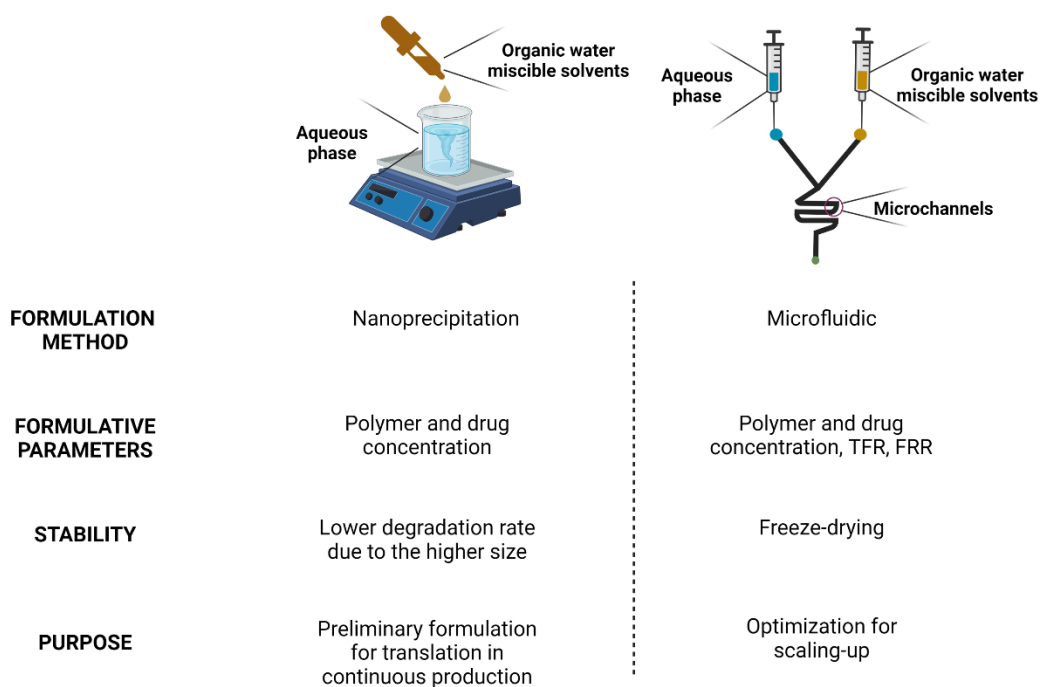 Organic water
miscible solvents
Aqueous
phase
Aqueous
phase
Organic water
miscible solvents
Microchannels
FORMULATION
METHOD
Nanoprecipitation
Microfluidic
FORMULATIVE
PARAMETERS
Polymer and drug
concentration
Polymer and drug
concentration, TFR, FRR
STABILITY
Lower degradation rate
due to the higher size
Freeze-drying
PURPOSE
Preliminary formulation
for translation in
continuous production
Optimization for
scaling-up